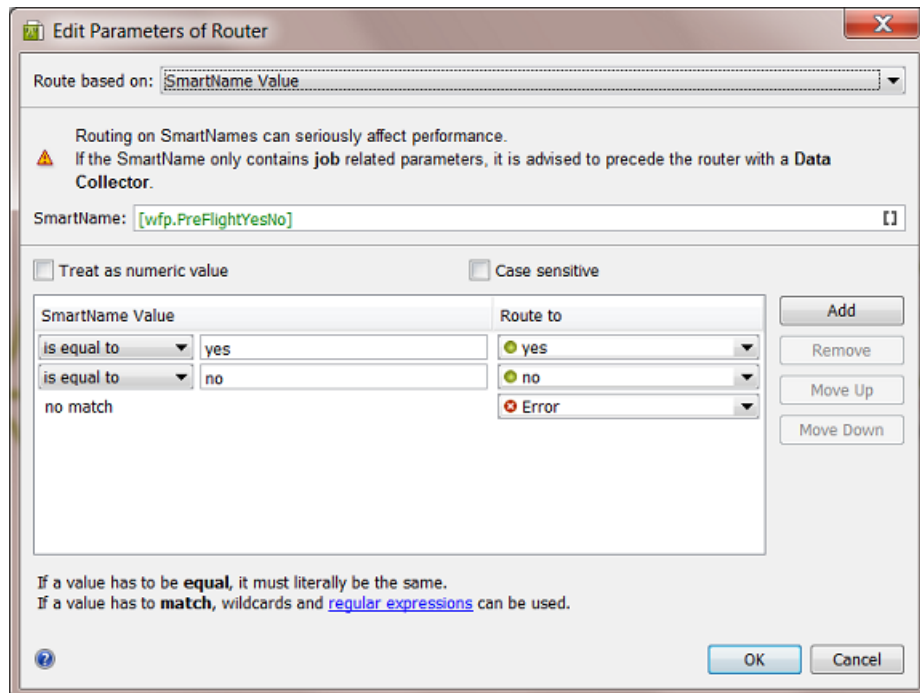 Edit Parameters of Router
Route based on: SmartName Value
Routing on SmartNames can seriously affect performance.
If the SmartName only contains job related parameters, it is advised to precede the router with a Data
Collector.
SmartName: [wfp.PreFlightYesNo] []
Treat as numeric value Case sensitive
SmartName Value Route to Add
is equal to yes yes Remove
is equal to no no Move Up
no match Error Move Down
If a value has to be equal, it must literally be the same.
If a value has to match, wildcards and regular expressions can be used.
OK Cancel